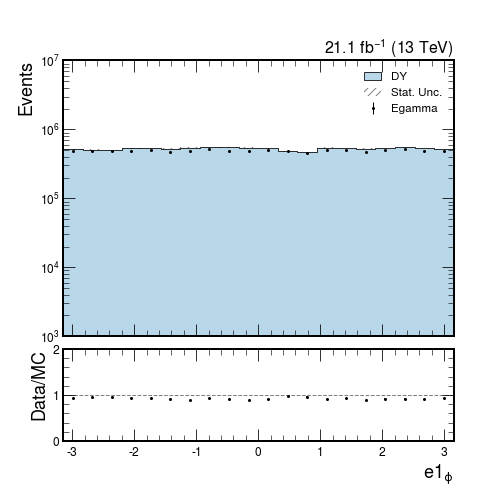 21.1 fb⁻¹ (13 TeV)
Events
10⁷
10⁶
10⁵
10⁴
10³
DY
Stat. Unc.
Egamma
Data/MC
2
1
0
-3 -2 -1 0 1 2 3
e1ϕ